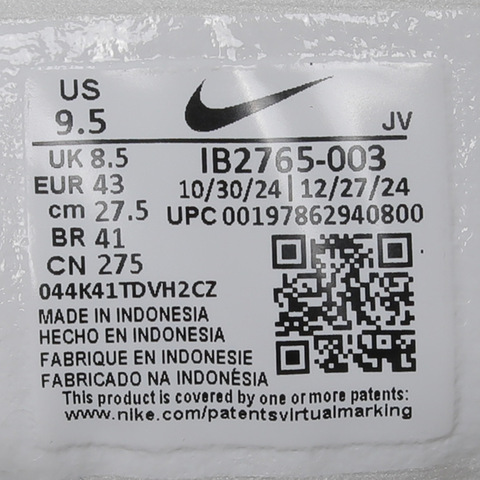 US
9.5
JV
UK 8.5
IB2765-003
EUR 43
10/30/24 | 12/27/24
cm 27.5
UPC 00197862940800
BR 41
CN 275
044K41TDVH2CZ
MADE IN INDONESIA
HECHO EN INDONESIA
FABRIQUE EN INDONESIE
FABRICADO NA INDONÉSIA
This product is covered by one or more patents:
www.nike.com/patentsvirtualmarking